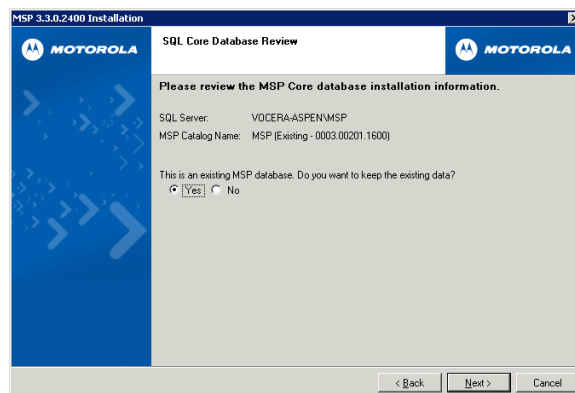 MSP 3.3.0.2400 Installation
MOTOROLA
SQL Core Database Review
MOTOROLA
Please review the MSP Core database installation information.
SQL Server: VOCERA-ASPEN\MSP
MSP Catalog Name: MSP (Existing - 0003.00201.1600)
This is an existing MSP database. Do you want to keep the existing data?
Yes No
< Back Next > Cancel